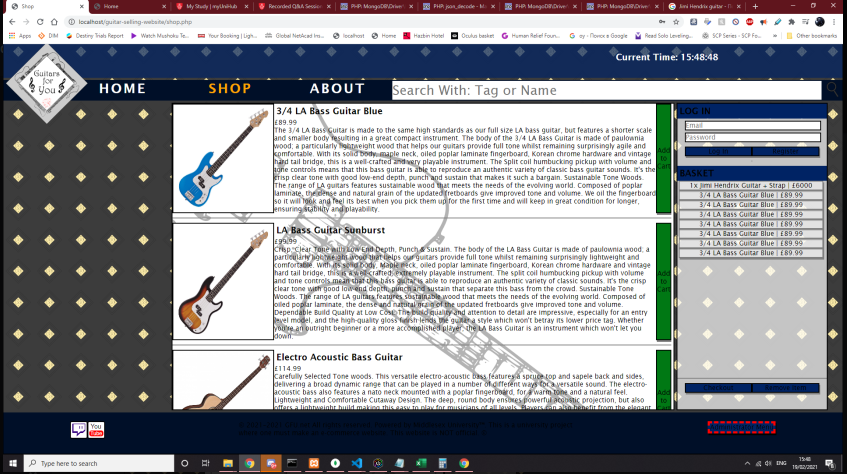 Shop
Home
My Study | myUniHub
Recorded Q&A Session
PHP: MongoDB\Driver
PHP: json_decode - M
PHP: MongoDB\Driver
PHP: MongoDB\Driver
PHP: MongoDB\Driver
Jimi Hendrix guitar - G
localhost/guitar-selling-website/shop.php
Apps
DIM
Destiny Trials Report
Watch Mushoku Te...
Your Booking | Ligh...
Global NetAcad Ins...
localhost
Home
Hazbin Hotel
Oculus basket
Human Resource Foun...
Read Solo Leveling...
SCP Series - SCP Fo...
Other bookmarks
Current Time: 15:48:48
Guitars
for
You
HOME
SHOP
ABOUT
Search With: Tag or Name
3/4 LA Bass Guitar Blue
£89.99
The 3/4 LA Bass Guitar is made to the same high standards as our full size LA bass guitar, but features a shorter scale
and smaller body resulting in a great compact instrument. The body of the 3/4 LA Bass Guitar is made of paulownia
wood; a particularly lightweight wood that helps our guitars provide full tone whilst remaining surprisingly agile and
comfortable. With its solid body, maple neck, oiled poplar laminate fingerboard, Korean chrome hardware and vintage
hard tail bridge, this is a well-crafted and very playable instrument. The Split coil humbucking pickup with volume and
tone controls means that this bass guitar is able to reproduce an authentic variety of classic bass guitar sounds. It's the
crisp clear tone with good low-end depth, punch and sustain that makes it such a bargain. Sustainable Tone Woods.
The range of LA guitars features sustainable wood that meets the needs of the evolving world. Composed of poplar
laminate, the dense and natural grain of the updated fretboards give improved tone and volume. We oil the fingerboard
so it will look and feel its best when you pick them up for the first time and will keep in great condition for longer,
ensuring stability and playability.
Add
to
Cart
LA Bass Guitar Sunburst
£99.99
Crisp, Clear Tone with Low End Depth, Punch & Sustain. The body of the LA Bass Guitar is made of paulownia wood; a
particularly lightweight wood that helps our guitars provide full tone whilst remaining surprisingly lightweight and
comfortable. With its solid body, Maple neck, oiled poplar laminate fingerboard, Korean chrome hardware and vintage
hard tail bridge, this is a well-crafted, extremely playable instrument. The split coil humbucking pickup with volume
and tone controls mean that this bass guitar is able to reproduce an authentic variety of classic sounds. It's the crisp
clear tone with good low-end depth, punch and sustain that separate this bass from the crowd. Sustainable Tone
Woods. The range of LA guitars features sustainable wood that meets the needs of the evolving world. Composed of
oiled poplar laminate, the dense and natural grain of the updated fretboards give improved tone and volume.
Dependable Build Quality at Low Cost. The build quality and attention to detail are impressive, especially for an entry
level model, and the high-quality gloss finish lends the guitar a style which won't betray its lower price tag. Whether
you're an outright beginner or a more accomplished player, the LA Bass Guitar is an instrument which won't let you
down.
Add
to
Cart
Electro Acoustic Bass Guitar
£114.99
Carefully Selected Tone woods. This versatile electro-acoustic bass features a spruce top and sapele back and sides,
delivering a broad dynamic range that can be played in a number of different ways for a versatile sound. The electro-
acoustic bass also features a nato neck mounted with a poplar fingerboard, for a warm tone and a natural feel.
Lightweight and Comfortable Cutaway Design. The deep, round body ensures powerful acoustic projection, but also
offers a lightweight build making this easy to play for musicians of all levels. Players can also benefit from the elegant
Add
to
Cart
LOG IN
Email
Password
Log In
Register
BASKET
1x Jimi Hendrix Guitar + Strap | £6000
3/4 LA Bass Guitar Blue | £89.99
3/4 LA Bass Guitar Blue | £89.99
3/4 LA Bass Guitar Blue | £89.99
3/4 LA Bass Guitar Blue | £89.99
3/4 LA Bass Guitar Blue | £89.99
3/4 LA Bass Guitar Blue | £89.99
3/4 LA Bass Guitar Blue | £89.99
Checkout
You
Tube
Type here to search
15:48
19/02/2021